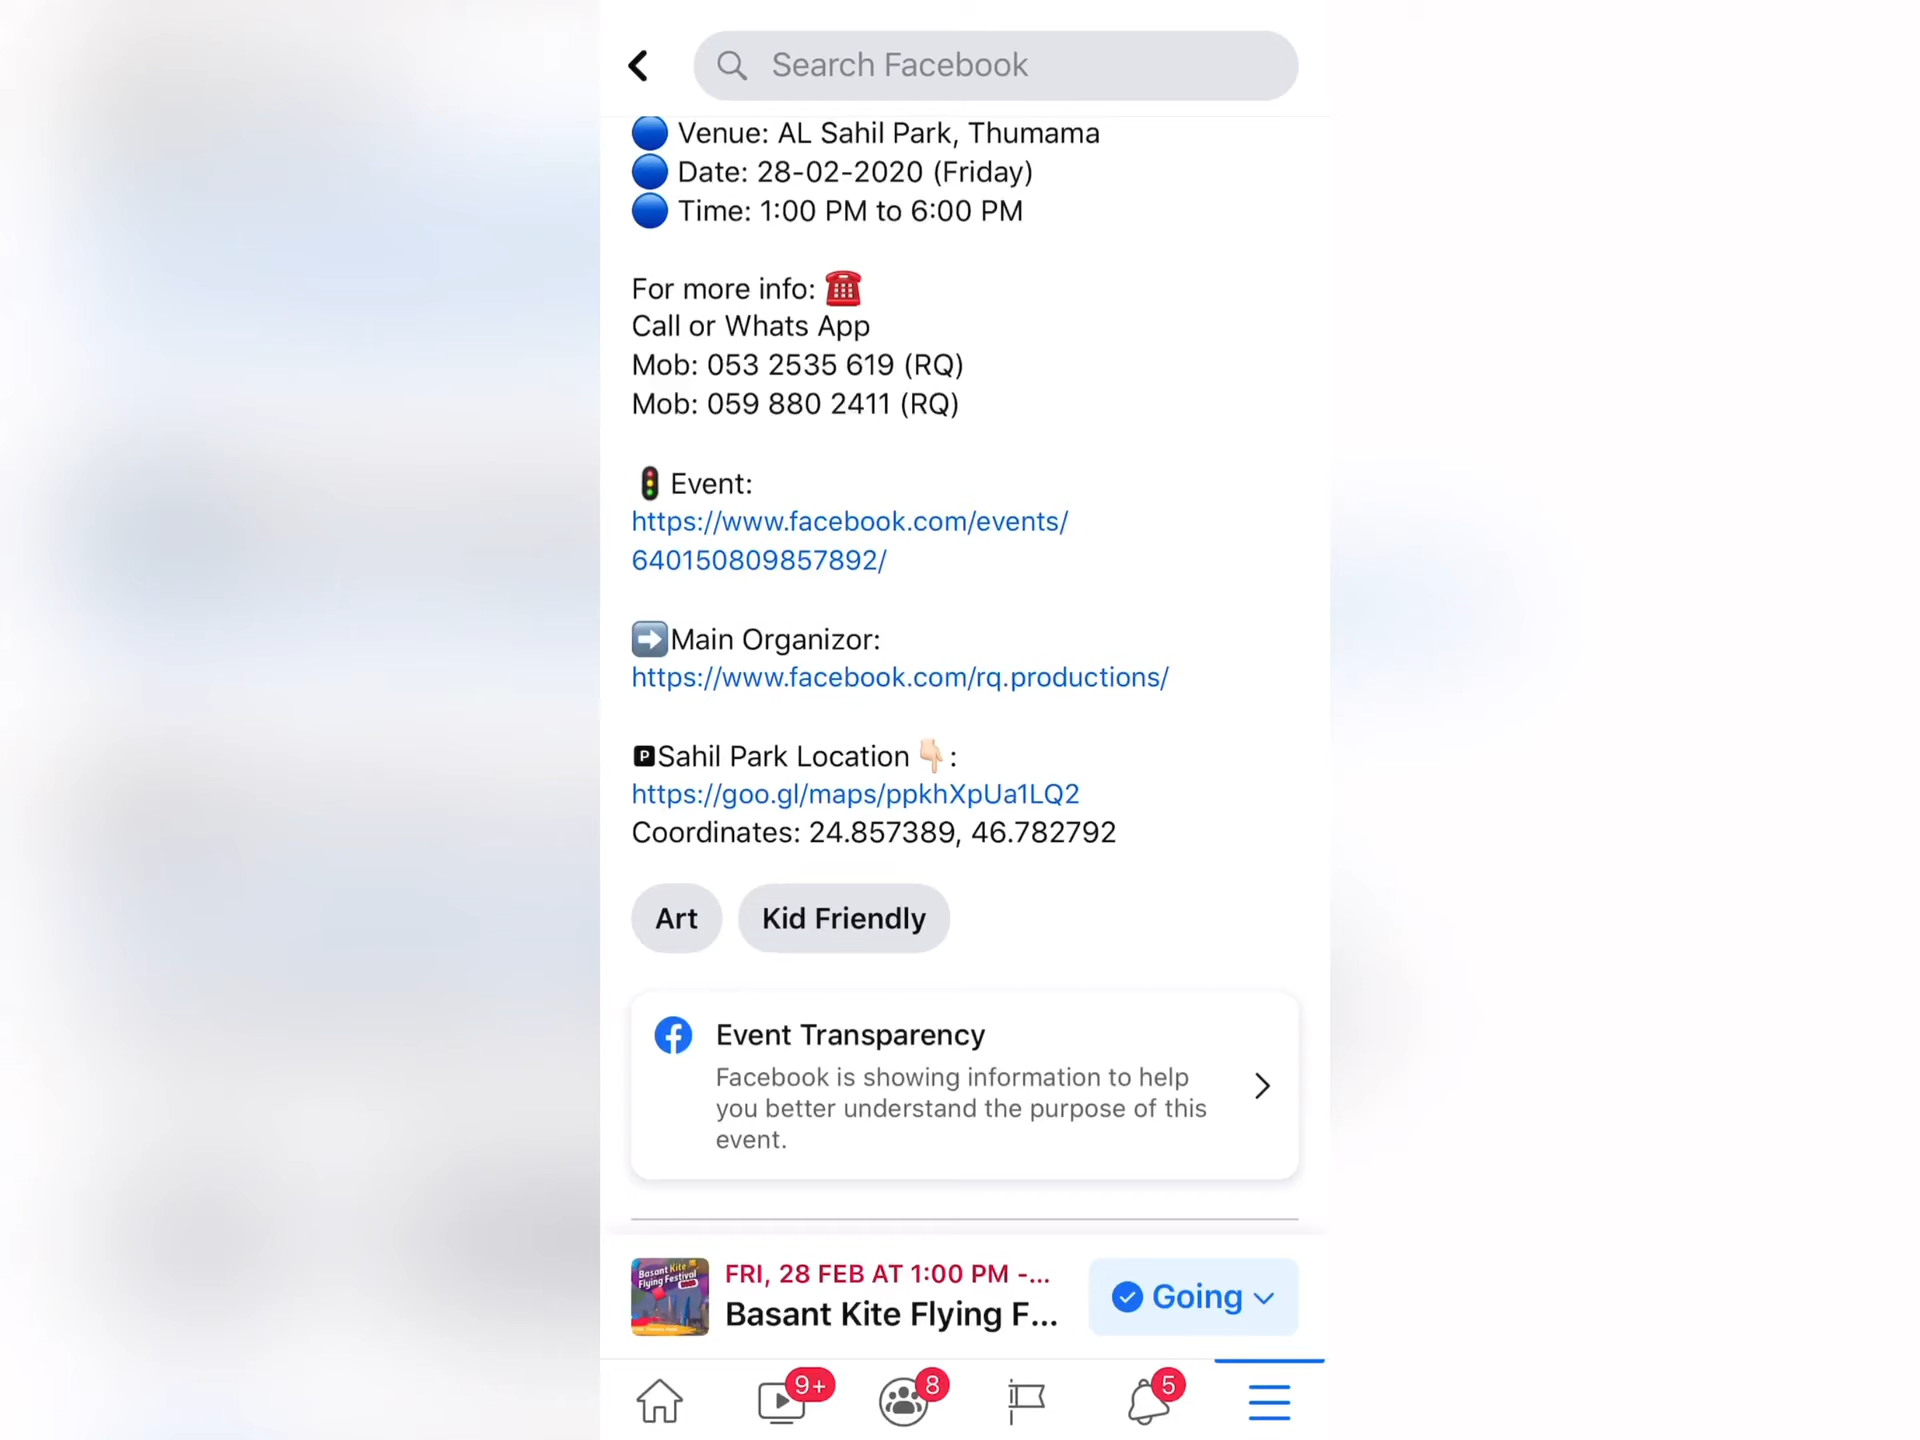 Search Facebook
Venue: AL Sahil Park, Thumama
Date: 28-02-2020 (Friday)
Time: 1:00 PM to 6:00 PM
For more info: ☎️
Call or Whats App
Mob: 053 2535 619 (RQ)
Mob: 059 880 2411 (RQ)
🚦 Event:
https://www.facebook.com/events/
640150809857892/
➡️Main Organizor:
https://www.facebook.com/rq.productions/
🅿Sahil Park Location 👇🏻:
https://goo.gl/maps/ppkhXpUa1LQ2
Coordinates: 24.857389, 46.782792
Art Kid Friendly
Event Transparency
Facebook is showing information to help
you better understand the purpose of this
event.
Basant Kite
Flying Festival
FRI, 28 FEB AT 1:00 PM -...
Basant Kite Flying F...
Going
9+ 8 5